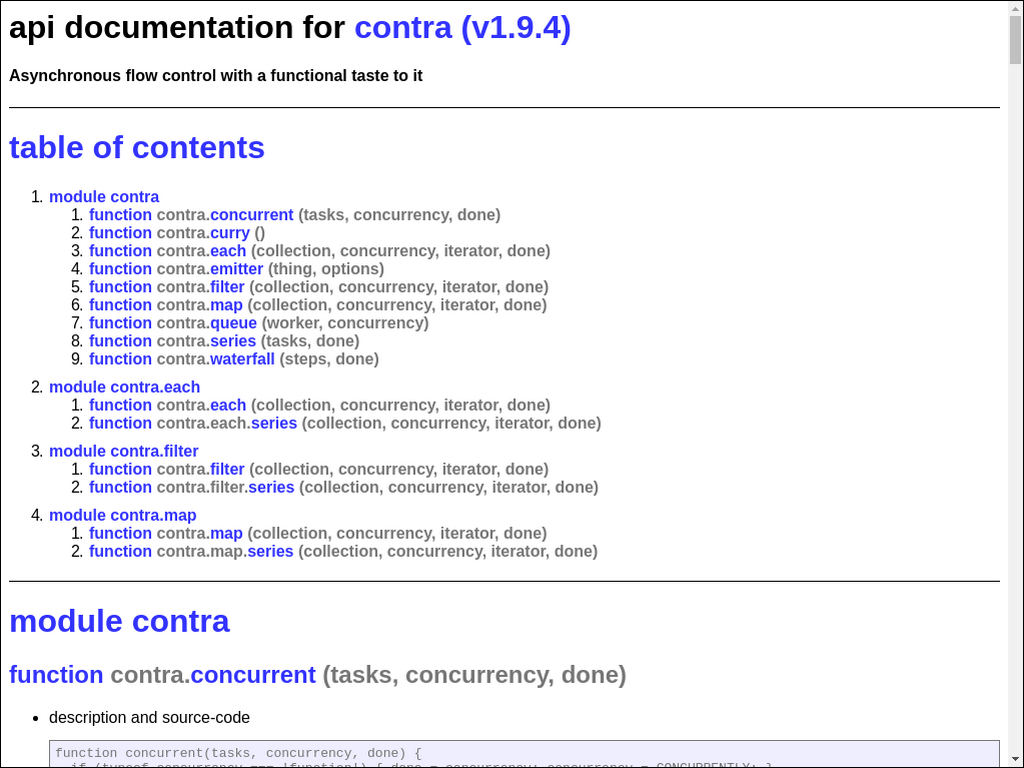 api documentation for contra (v1.9.4)
Asynchronous flow control with a functional taste to it
table of contents
1. module contra
1. function contra.concurrent (tasks, concurrency, done)
2. function contra.curry ()
3. function contra.each (collection, concurrency, iterator, done)
4. function contra.emitter (thing, options)
5. function contra.filter (collection, concurrency, iterator, done)
6. function contra.map (collection, concurrency, iterator, done)
7. function contra.queue (worker, concurrency)
8. function contra.series (tasks, done)
9. function contra.waterfall (steps, done)
2. module contra.each
1. function contra.each (collection, concurrency, iterator, done)
2. function contra.each.series (collection, concurrency, iterator, done)
3. module contra.filter
1. function contra.filter (collection, concurrency, iterator, done)
2. function contra.filter.series (collection, concurrency, iterator, done)
4. module contra.map
1. function contra.map (collection, concurrency, iterator, done)
2. function contra.map.series (collection, concurrency, iterator, done)
module contra
function contra.concurrent (tasks, concurrency, done)
• description and source-code
function concurrent(tasks, concurrency, done) {
if (typeof concurrency === 'function') { done = concurrency; concurrency = CONCURRENTLY; }